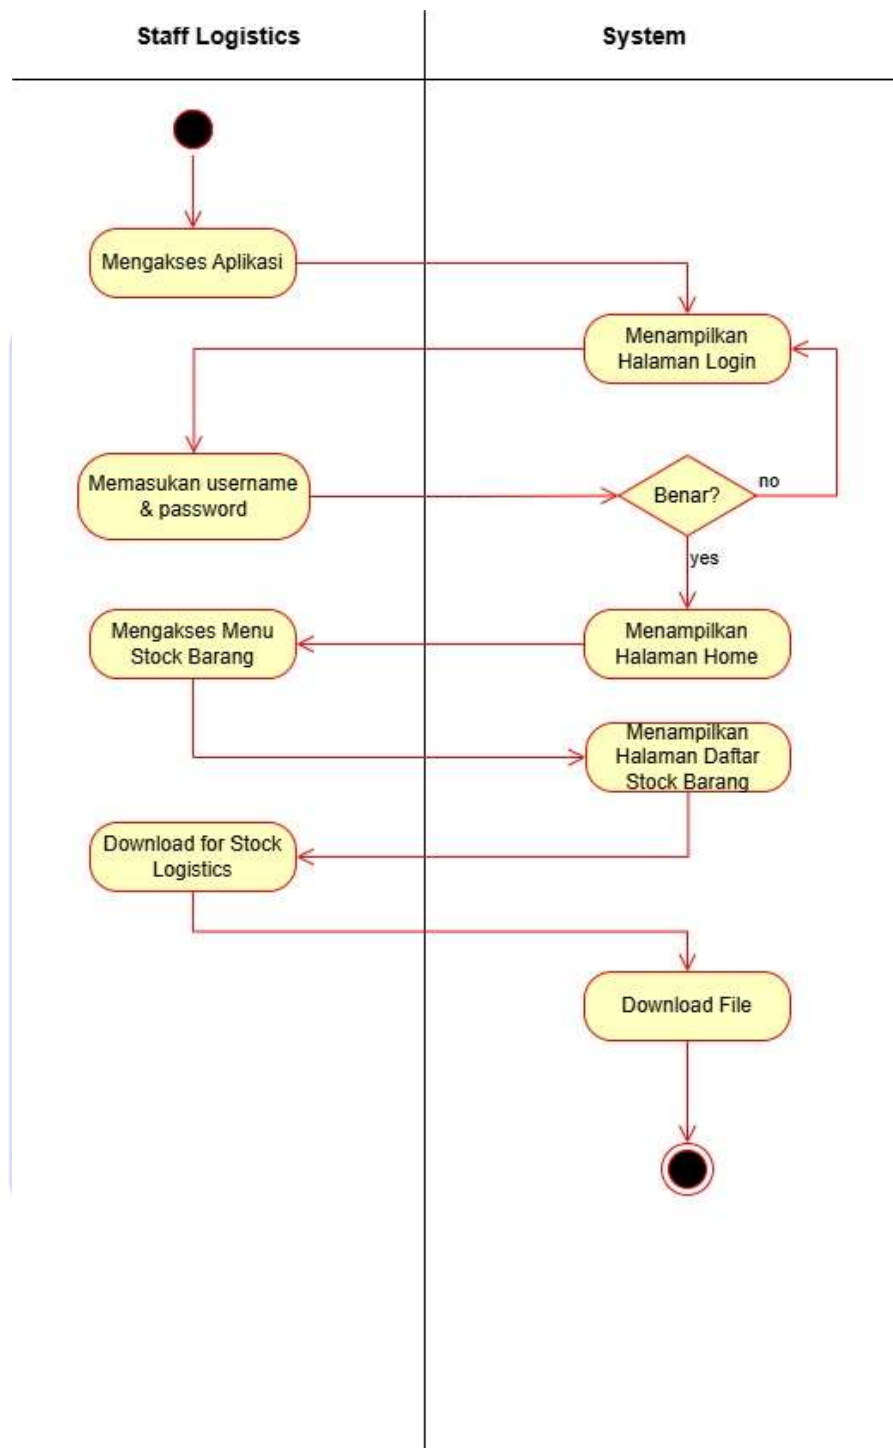 Staff Logistics
System
Mengakses Aplikasi
Menampilkan
Halaman Login
Memasukan username
& password
Benar?
no
yes
Mengakses Menu
Stock Barang
Menampilkan
Halaman Home
Menampilkan
Halaman Daftar
Stock Barang
Download for Stock
Logistics
Download File